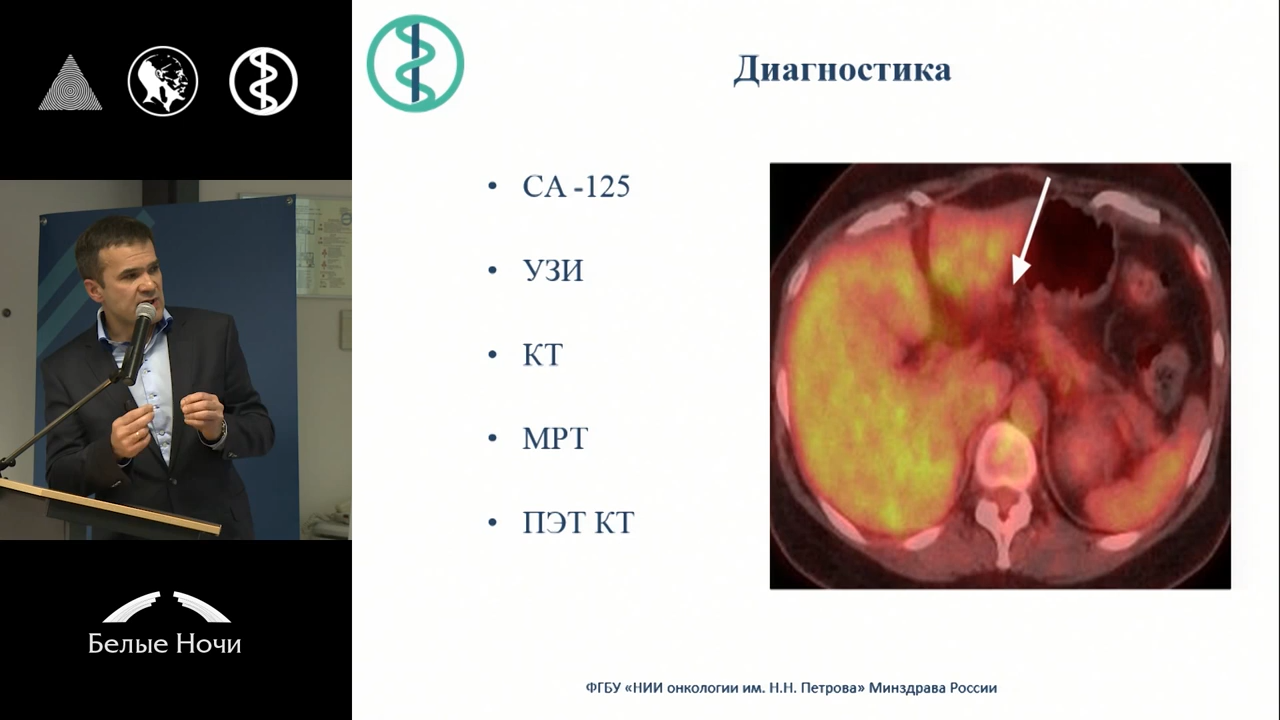 Диагностика
• СА -125
• УЗИ
• КТ
• МРТ
• ПЭТ КТ
ФГБУ «НИИ онкологии им. Н.Н. Петрова» Минздрава России
Белые Ночи